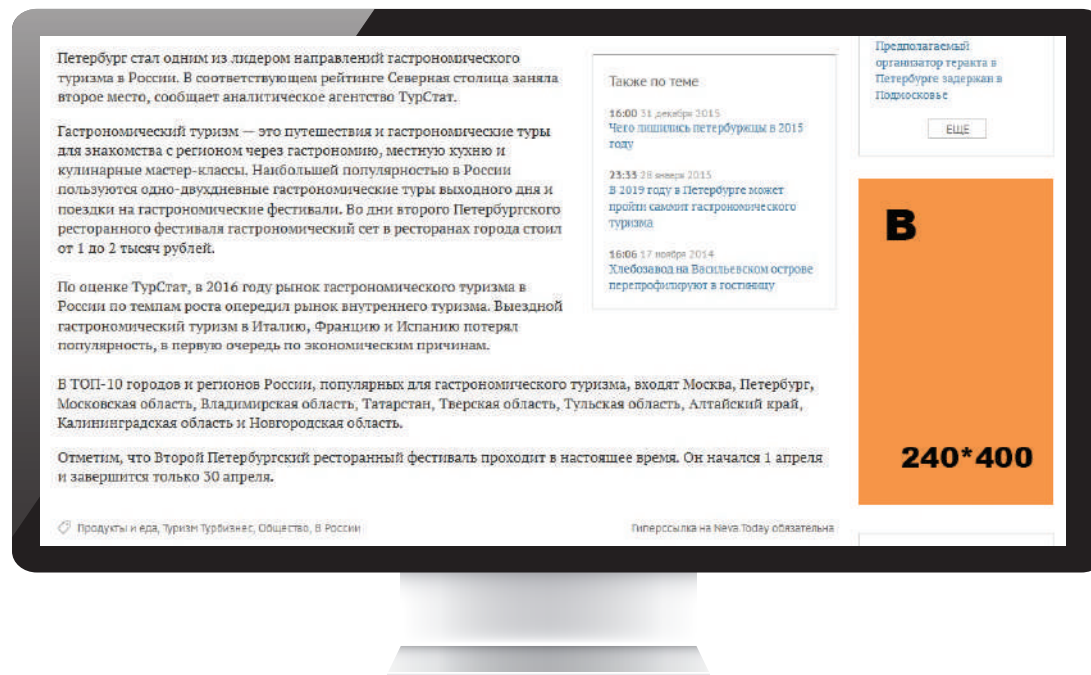 Петербург стал одним из лидером направлений гастрономического
туризма в России. В соответствующем рейтинге Северная столица заняла
второе место, сообщает аналитическое агентство ТурСтат.
Гастрономический туризм — это путешествия и гастрономические туры
для знакомства с регионом через гастрономию, местную кухню и
кулинарные мастер-классы. Наибольшей популярностью в России
пользуются одно-двухдневные гастрономические туры выходного дня и
поездки на гастрономические фестивали. Во дни второго Петербургского
ресторанного фестиваля гастрономический сет в ресторанах города стоил
от 1 до 2 тысяч рублей.
По оценке ТурСтат, в 2016 году рынок гастрономического туризма в
России по темпам роста опередил рынок внутреннего туризма. Выездной
гастрономический туризм в Италию, Францию и Испанию потерял
популярность, в первую очередь по экономическим причинам.
В ТОП-10 городов и регионов России, популярных для гастрономического туризма, входят Москва, Петербург,
Московская область, Владимирская область, Татарстан, Тверская область, Тульская область, Алтайский край,
Калининградская область и Новгородская область.
Отметим, что Второй Петербургский ресторанный фестиваль проходит в настоящее время. Он начался 1 апреля
и завершится только 30 апреля.
Продукты и еда, Туризм Турбизнес, Общество, В России
Гиперссылка на Neva.Today обязательна
Также по теме
16:00 31 декабря 2015
Чего лишились петербуржцы в 2015
году
23:33 28 января 2015
В 2019 году в Петербурге может
пройти саммит гастрономического
туризма
16:06 17 ноября 2014
Хлебозавод на Васильевском острове
перепрофилируют в гостиницу
Предполагаемый
организатор теракта в
Петербурге задержан в
Подмосковье
ЕЩЕ
B
240*400